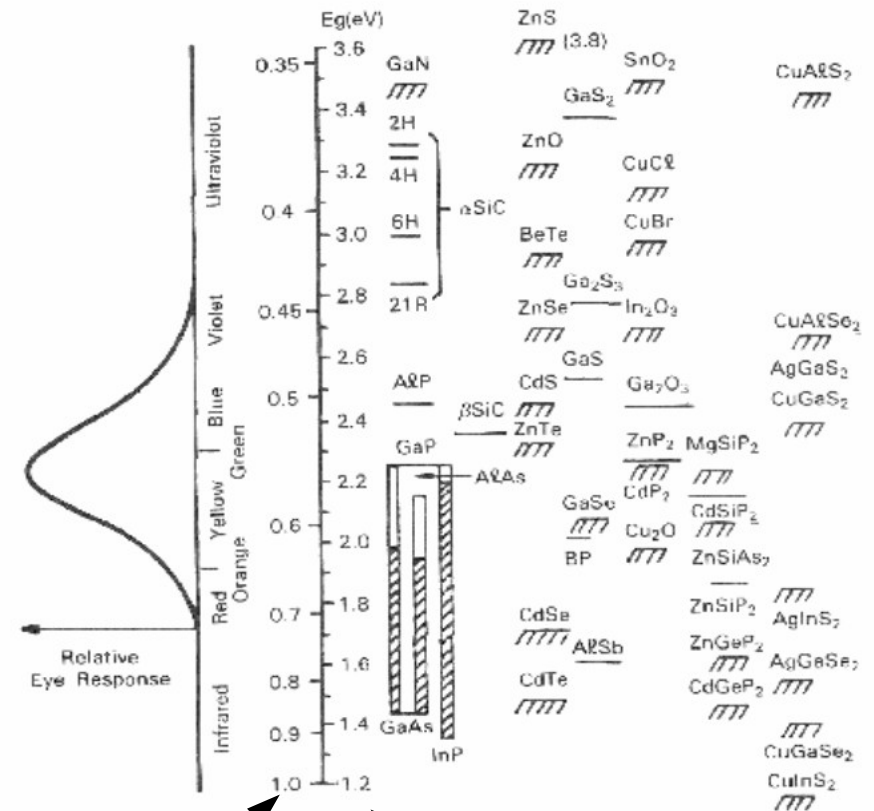 Eg(eV)
Ultraviolet
Violet
Blue
Green
Yellow
Orange
Red
Infrared
Relative
Eye Response
0.35
0.4
0.45
0.5
0.6
0.7
0.8
0.9
1.0
3.6
3.4
3.2
3.0
2.8
2.6
2.4
2.2
2.0
1.8
1.6
1.4
1.2
GaN
2H
4H
6H
21R
αSiC
AℓP
βSiC
GaP
AℓAs
GaAs
InP
ZnS
(3.8)
ZnO
BeTe
ZnSe
CdS
ZnTe
CdSe
CdTe
GaS₂
Ga₂S₃
GaS
GaSe
BP
AℓSb
SnO₂
CuCℓ
CuBr
In₂O₃
Ga₂O₃
ZnP₂
CdP₂
Cu₂O
MgSiP₂
CdSiP₂
ZnSiAs₂
ZnSiP₂
ZnGeP₂
CdGeP₂
CuAℓS₂
CuAℓSe₂
AgGaS₂
CuGaS₂
AgInS₂
AgGaSe₂
CuGaSe₂
CuInS₂